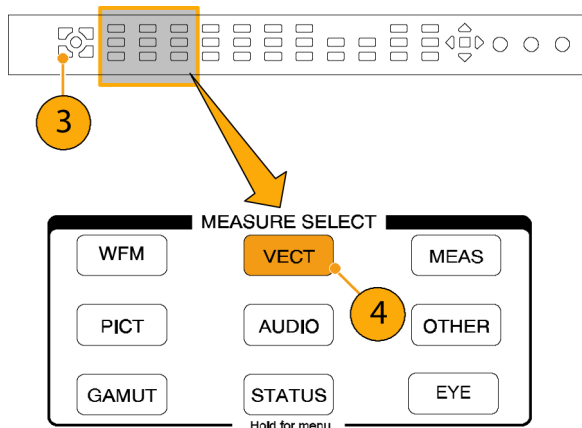 3
MEASURE SELECT
WFM VECT MEAS
4
PICT AUDIO OTHER
GAMUT STATUS EYE
Hold for menu